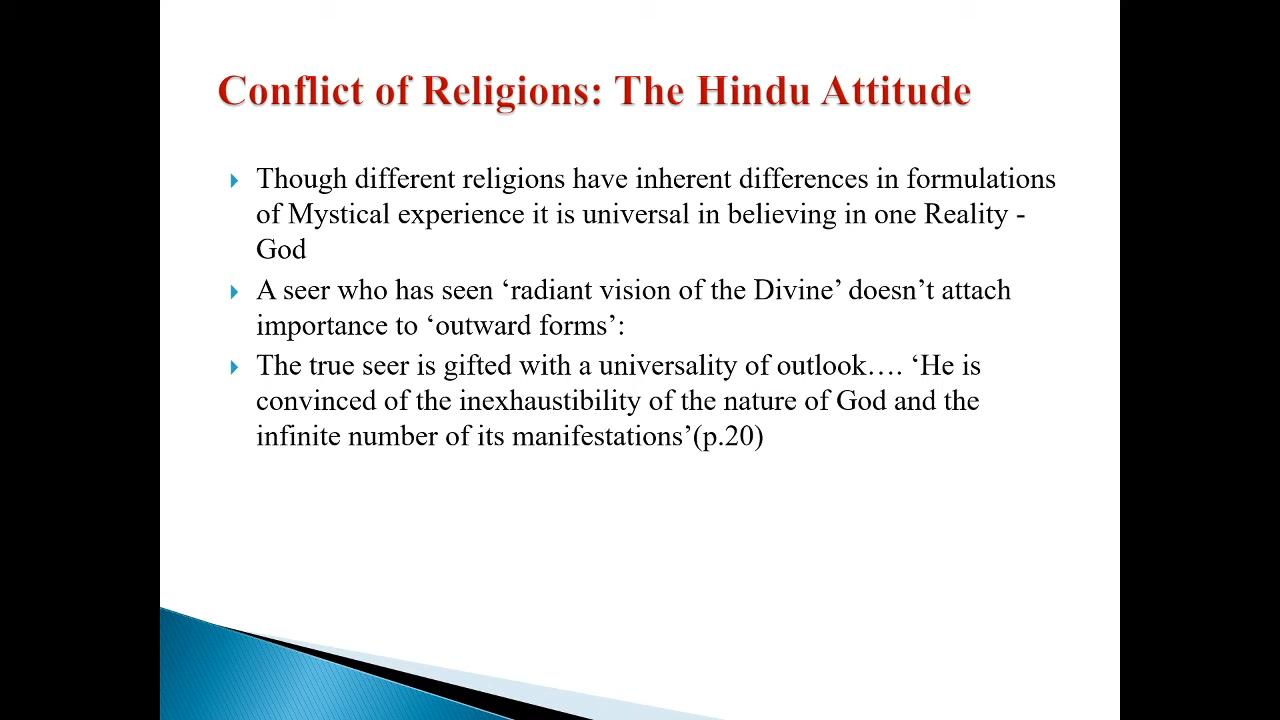 Conflict of Religions: The Hindu Attitude
Though different religions have inherent differences in formulations
of Mystical experience it is universal in believing in one Reality -
God
A seer who has seen ‘radiant vision of the Divine’ doesn’t attach
importance to ‘outward forms’:
The true seer is gifted with a universality of outlook…. ‘He is
convinced of the inexhaustibility of the nature of God and the
infinite number of its manifestations’(p.20)